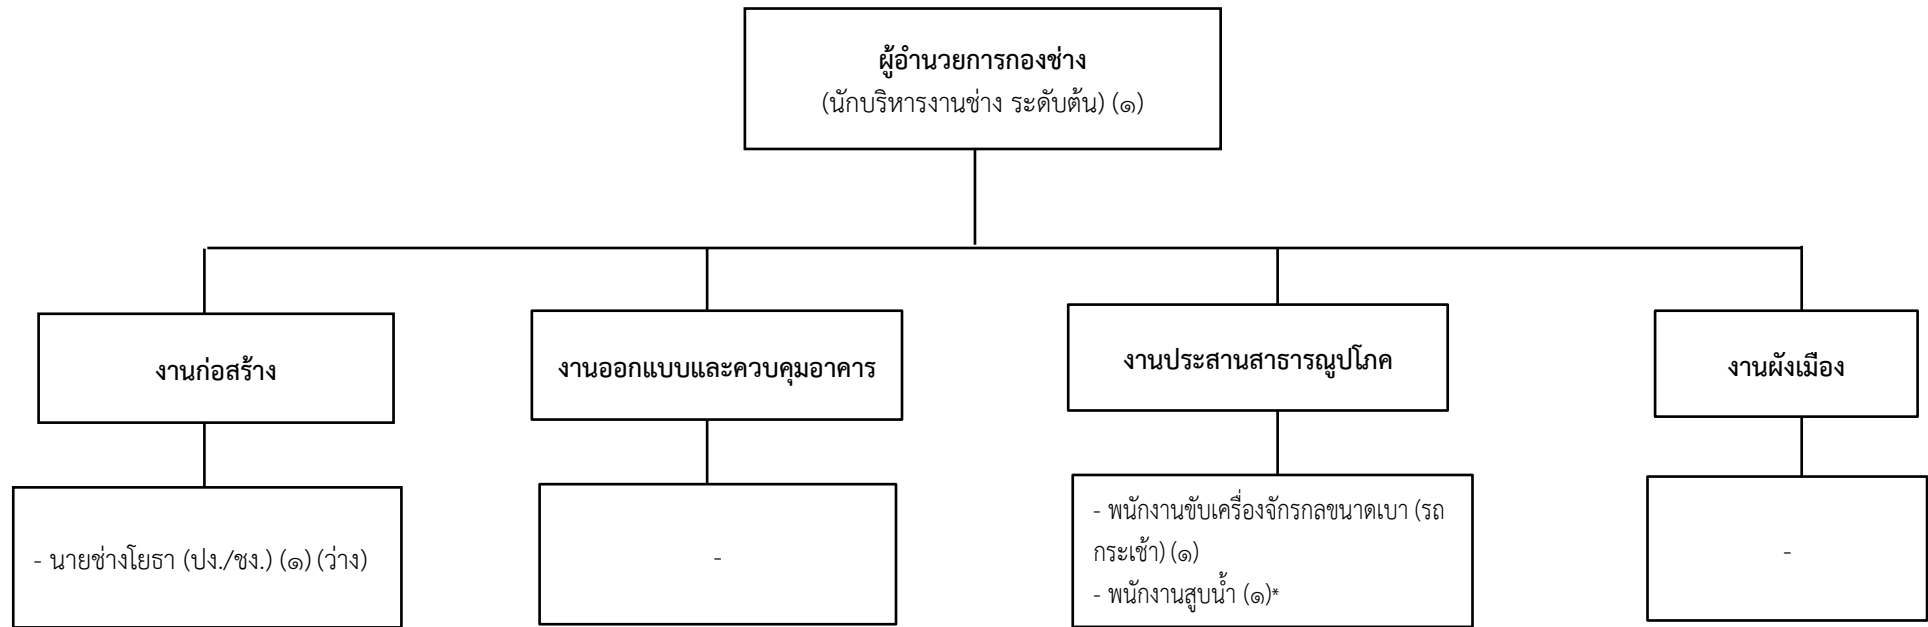 ผู้อำนวยการกองช่าง
(นักบริหารงานช่าง ระดับต้น) (๑)
งานก่อสร้าง
งานออกแบบและควบคุมอาคาร
งานประสานสาธารณูปโภค
งานผังเมือง
- นายช่างโยธา (ปง./ชง.) (๑) (ว่าง)
-
- พนักงานขับเครื่องจักรกลขนาดเบา (รถ
กระเช้า) (๑)
- พนักงานสูบน้ำ (๑)*
-